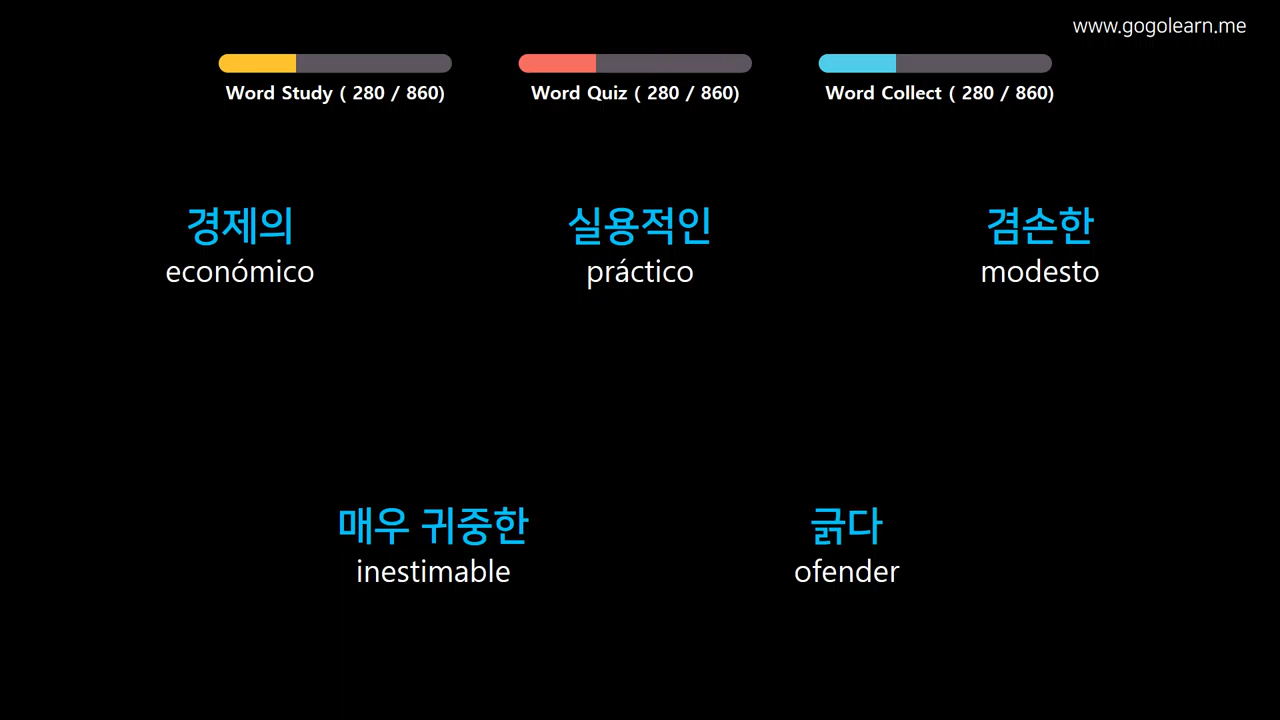 www.gogolearn.me
Word Study ( 280 / 860)
Word Quiz ( 280 / 860)
Word Collect ( 280 / 860)
경제의
económico
실용적인
práctico
겸손한
modesto
매우 귀중한
inestimable
긁다
ofender